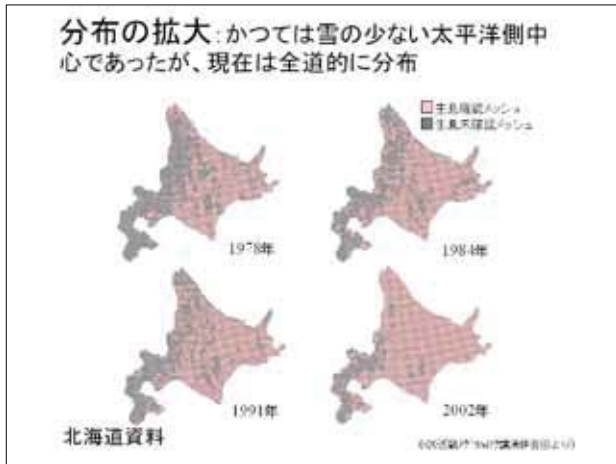 分布の拡大:かつては雪の少ない太平洋側中
心であったが、現在は全道的に分布
生息確認メッシュ
生息未確認メッシュ
1978年
1984年
1991年
2002年
北海道資料